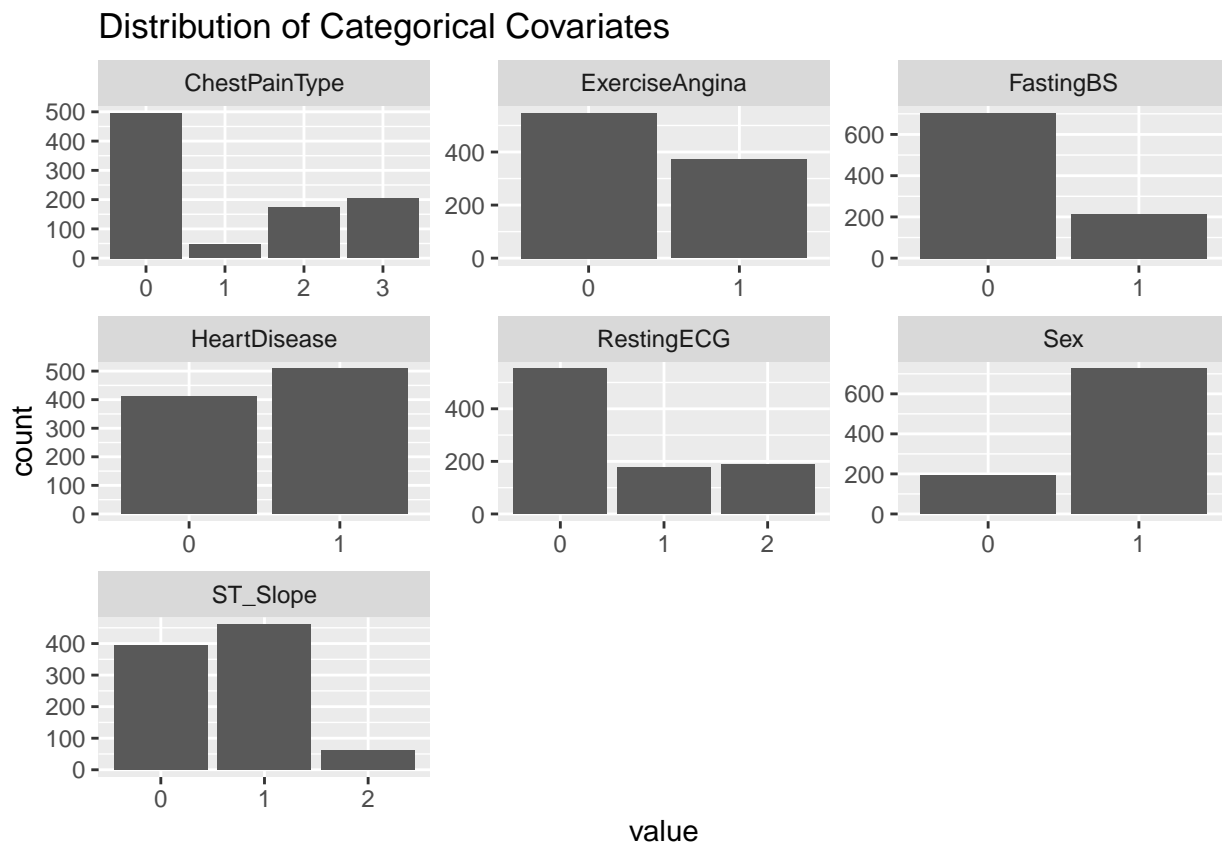 Distribution of Categorical Covariates
ChestPainType
ExerciseAngina
FastingBS
500
400
300
200
100
0
0 1 2 3
400
200
0
0 1
600
400
200
0
0 1
HeartDisease
RestingECG
Sex
500
400
300
200
100
0
0 1
400
200
0
0 1 2
600
400
200
0
0 1
count
ST_Slope
400
300
200
100
0
0 1 2
value